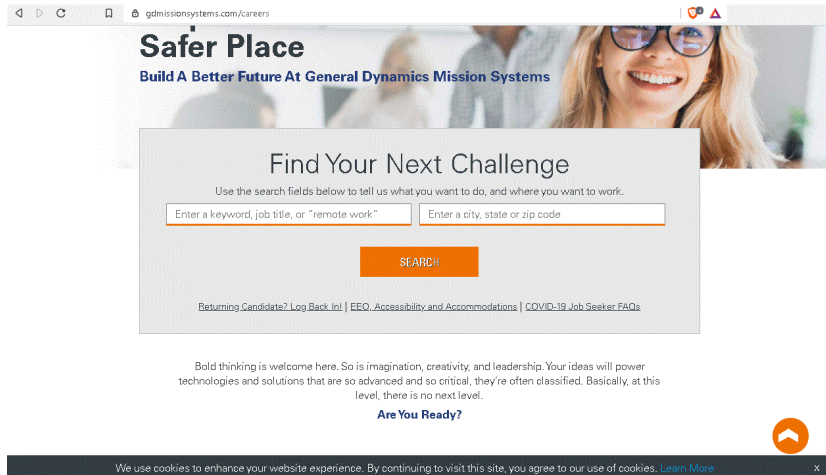 gdmissionsystems.com/careers
Safer Place
Build A Better Future At General Dynamics Mission Systems
Find Your Next Challenge
Use the search fields below to tell us what you want to do, and where you want to work.
Enter a keyword, job title, or "remote work" Enter a city, state or zip code
SEARCH
Returning Candidate? Log Back In! | EEO, Accessibility and Accommodations | COVID-19 Job Seeker FAQs
Bold thinking is welcome here. So is imagination, creativity, and leadership. Your ideas will power
technologies and solutions that are so advanced and so critical, they're often classified. Basically, at this
level, there is no next level.
Are You Ready?
We use cookies to enhance your website experience. By continuing to visit this site, you agree to our use of cookies. Learn More x